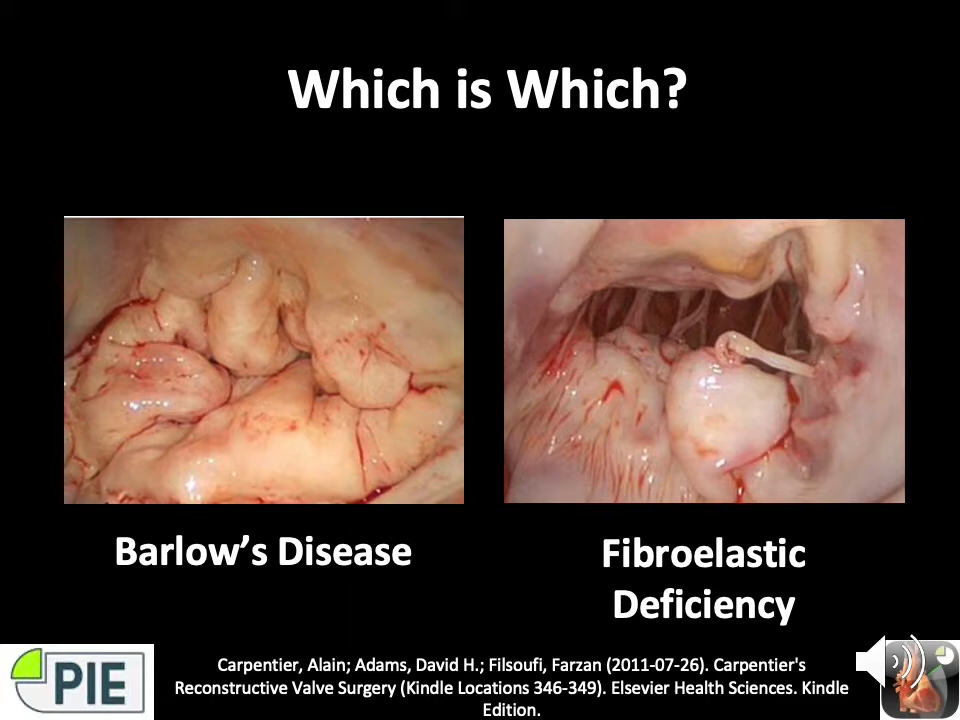 Which is Which?
Barlow’s Disease
Fibroelastic
Deficiency
PIE
Carpentier, Alain; Adams, David H.; Filsoufi, Farzan (2011-07-26). Carpentier's
Reconstructive Valve Surgery (Kindle Locations 346-349). Elsevier Health Sciences. Kindle
Edition.